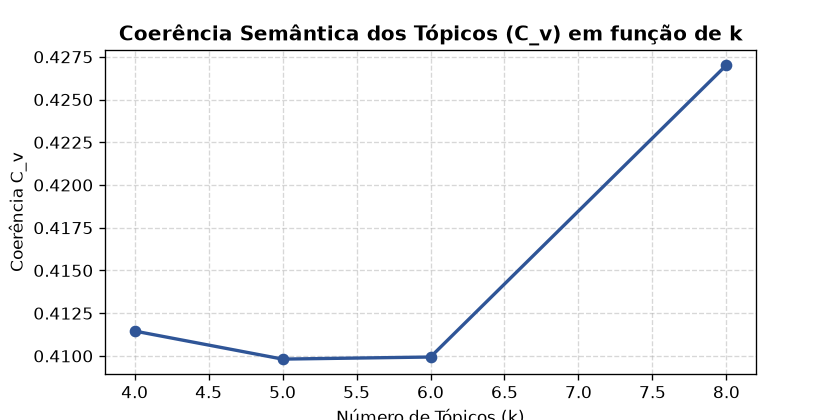 Coerência Semântica dos Tópicos (C_v) em função de k
Coerência C_v
0.4275
0.4250
0.4225
0.4200
0.4175
0.4150
0.4125
0.4100
4.0 4.5 5.0 5.5 6.0 6.5 7.0 7.5 8.0
Número de Tópicos (k)